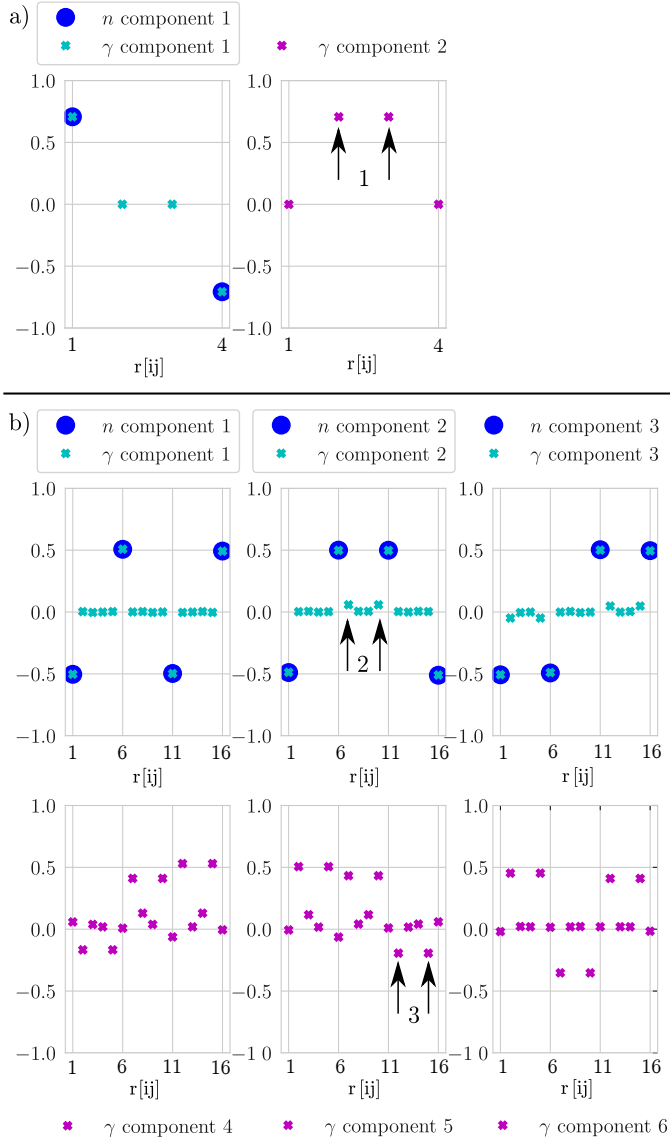 a)
n component 1
γ component 1
γ component 2
1.0
0.5
0.0
−0.5
−1.0
1
4
r[ij]
1.0
0.5
0.0
−0.5
−1.0
1
1
4
r[ij]
b)
n component 1
γ component 1
n component 2
γ component 2
n component 3
γ component 3
1.0
0.5
0.0
−0.5
−1.0
1 6 11 16
r[ij]
1.0
0.5
0.0
−0.5
−1.0
2
1 6 11 16
r[ij]
1.0
0.5
0.0
−0.5
−1.0
1 6 11 16
r[ij]
1.0
0.5
0.0
−0.5
−1.0
1 6 11 16
r[ij]
1.0
0.5
0.0
−0.5
−1 0
3
1 6 11 16
r[ij]
1.0
0.5
0.0
−0.5
−1 0
1 6 11 16
r[ij]
γ component 4
γ component 5
γ component 6